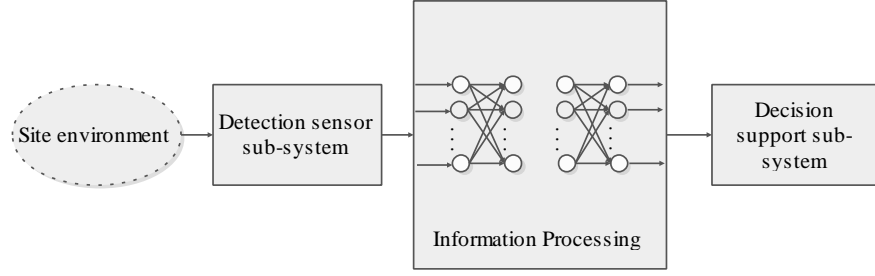 Site environment
Detection sensor
sub-system
Information Processing
Decision
support sub-
system